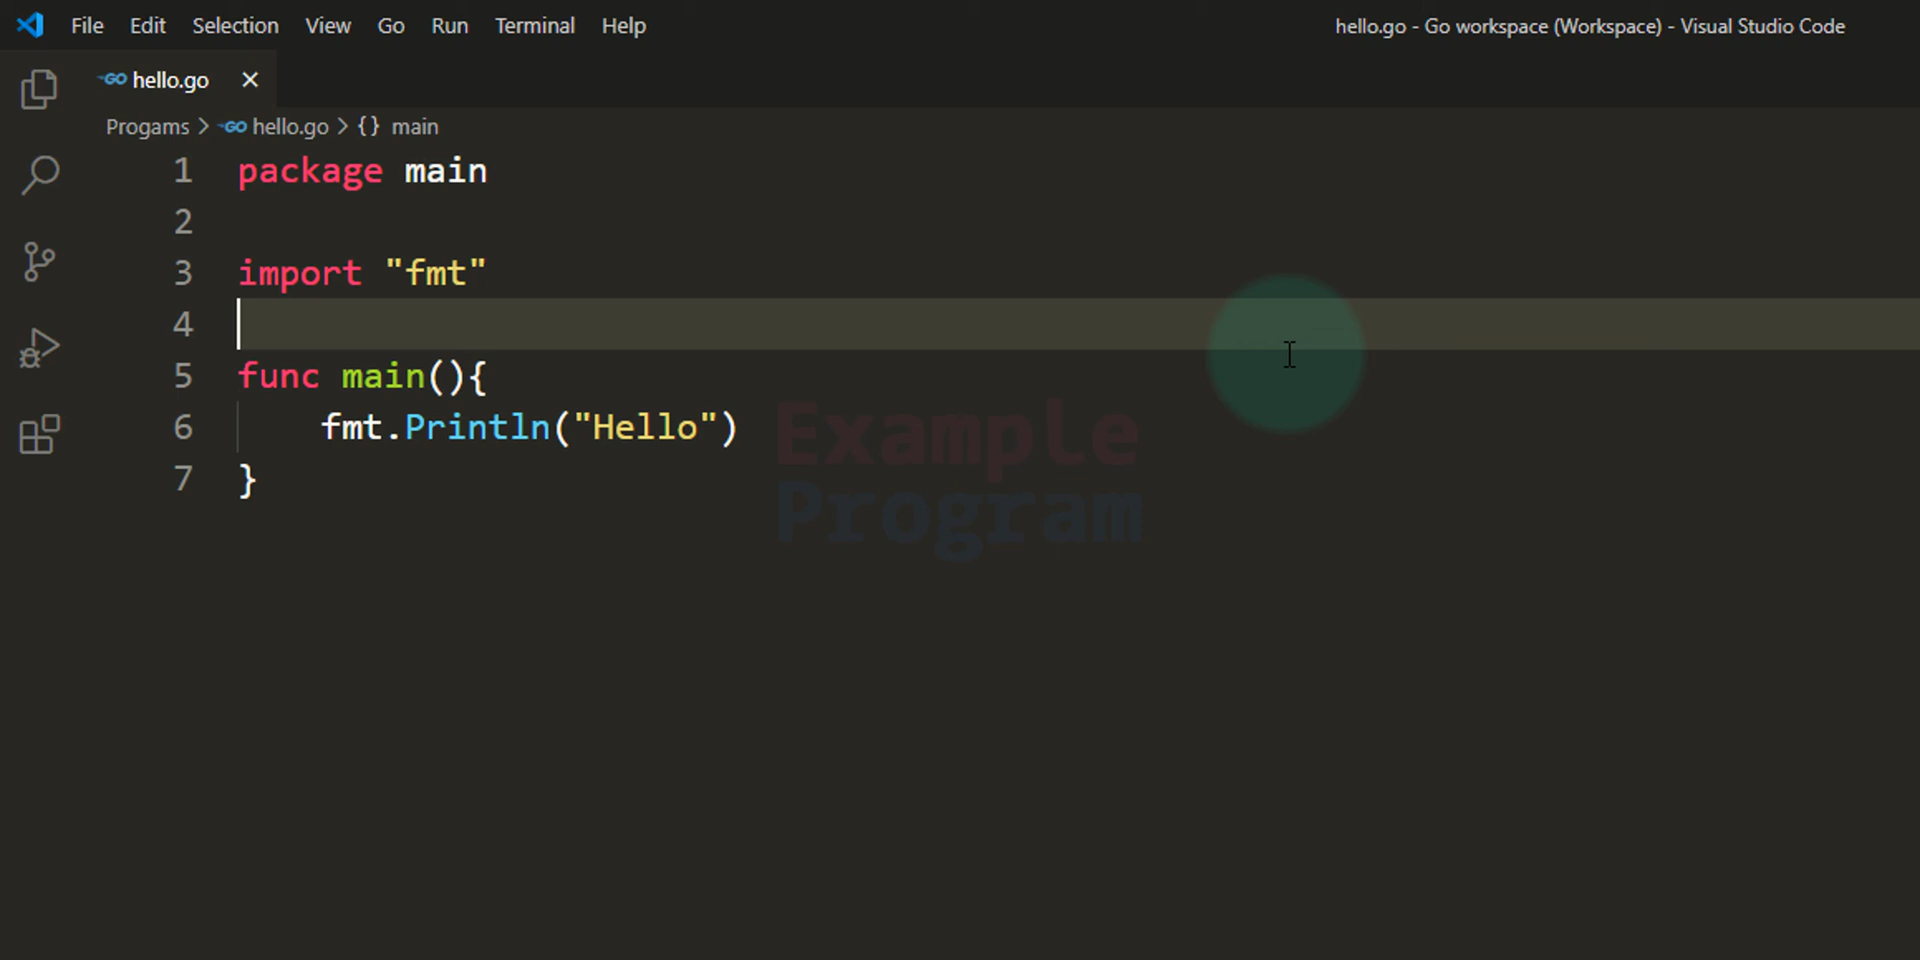 File Edit Selection View Go Run Terminal Help hello.go - Go workspace (Workspace) - Visual Studio Code
GO hello.go
Progams > GO hello.go > {} main
1 package main
2
3 import "fmt"
4
5 func main(){
6 fmt.Println("Hello")
7 }
Example
Program